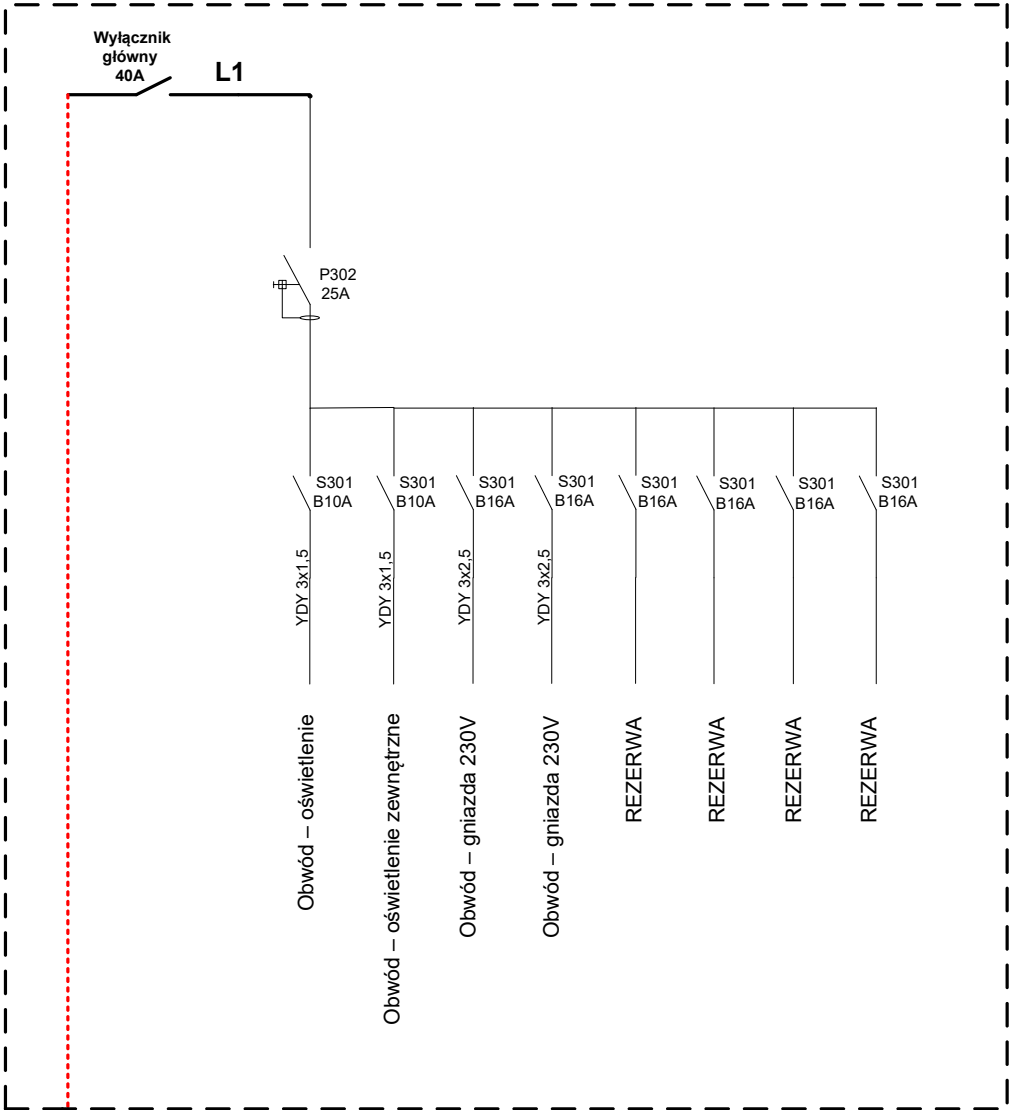 Wyłącznik
główny
40A
L1
P302
25A
S301
B10A
S301
B10A
S301
B16A
S301
B16A
S301
B16A
S301
B16A
S301
B16A
S301
B16A
YDY 3x1,5
YDY 3x1,5
YDY 3x2,5
YDY 3x2,5
Obwód – oświetlenie
Obwód – oświetlenie zewnętrzne
Obwód – gniazda 230V
Obwód – gniazda 230V
REZERWA
REZERWA
REZERWA
REZERWA